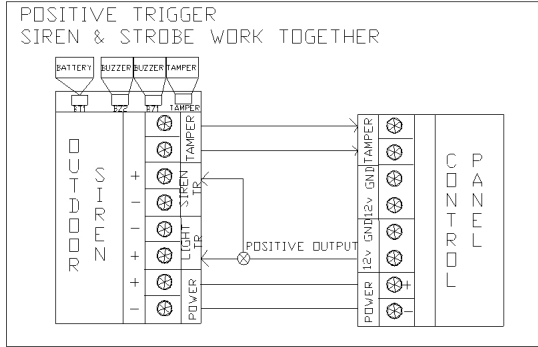 POSITIVE TRIGGER
SIREN & STROBE WORK TOGETHER
BATTERY BUZZER BUZZER TAMPER
BT1 BZ2 BZ1 TAMPER
OUTDOOR
SIREN
+
-
-
+
+
-
TAMPER
SIREN TR
LIGHT TR
POWER
POSITIVE OUTPUT
TAMPER
12v GND
12v GND
POWER
+
-
CONTROL
PANEL